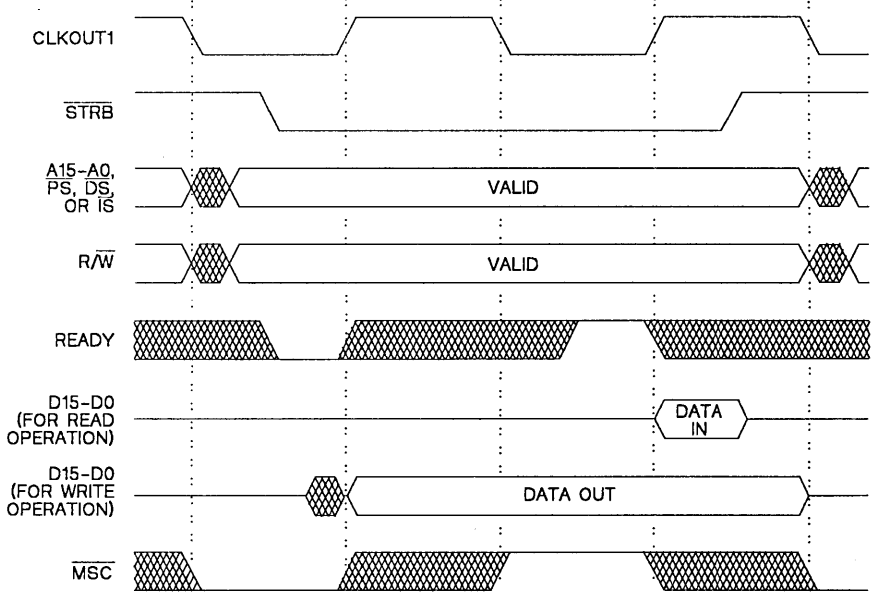 CLKOUT1
STRB
A15-A0,
PS, DS,
OR IS
VALID
R/W
VALID
READY
D15-D0
(FOR READ
OPERATION)
DATA
IN
D15-D0
(FOR WRITE
OPERATION)
DATA OUT
MSC